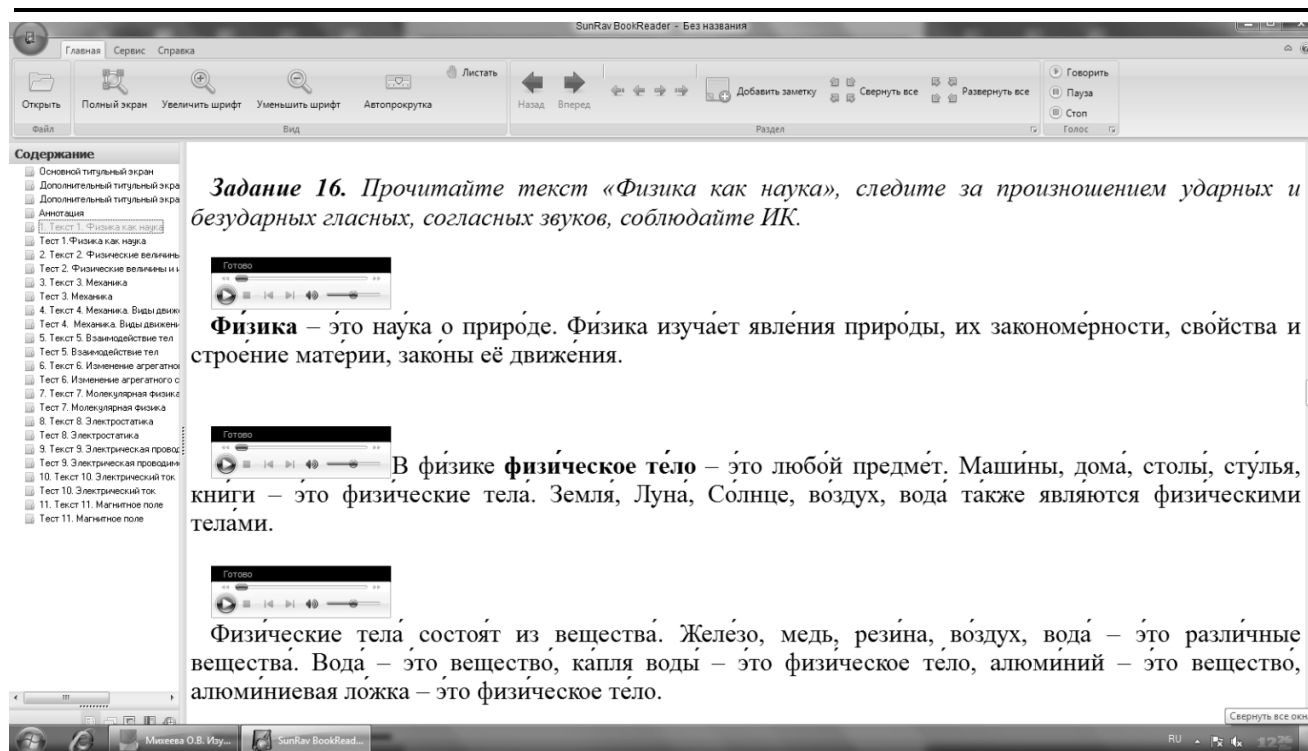 SunRav BookReader - Без названия
Главная Сервис Справка
Открыть
Полный экран
Увеличить шрифт
Уменьшить шрифт
Автопрокрутка
Листать
Назад
Вперед
Добавить заметку
Свернуть все
Развернуть все
Говорить
Пауза
Стоп
Файл
Вид
Раздел
Голос
Содержание
Основной титульный экран
Дополнительный титульный экра
Дополнительный титульный экра
Аннотация
1. Текст 1. Физика как наука
Тест 1.Физика как наука
2. Текст 2. Физические величинь
Тест 2. Физические величины и и
3. Текст 3. Механика
Тест 3. Механика
4. Текст 4. Механика. Виды движе
Тест 4. Механика. Виды движени
5. Текст 5. Взаимодействие тел
Тест 5. Взаимодействие тел
6. Текст 6. Изменение агрегатног
Тест 6. Изменение агрегатного с
7. Текст 7. Молекулярная физика
Тест 7. Молекулярная физика
8. Текст 8. Электростатика
Тест 8. Электростатика
9. Текст 9. Электрическая провод
Тест 9. Электрическая проводим
10. Текст 10. Электрический ток
Тест 10. Электрический ток
11. Текст 11. Магнитное поле
Тест 11. Магнитное поле
Задание 16. Прочитайте текст «Физика как наука», следите за произношением ударных и
безударных гласных, согласных звуков, соблюдайте ИК.
Готово
Фи́зика – э́то нау́ка о приро́де. Фи́зика изуча́ет явле́ния приро́ды, их закономе́рности, сво́йства и
строе́ние мате́рии, зако́ны её движе́ния.
Готово
В фи́зике физи́ческое те́ло – э́то любо́й предме́т. Маши́ны, дома́, столы́, сту́лья,
кни́ги – э́то физи́ческие тела́. Земля́, Луна́, Со́лнце, во́здух, вода́ та́кже явля́ются физи́ческими
тела́ми.
Готово
Физи́ческие тела́ состоя́т из вещества́. Желе́зо, медь, рези́на, во́здух, вода́ – э́то разли́чные
вещества́. Вода́ – э́то вещество́, ка́пля воды́ – э́то физи́ческое те́ло, алюми́ний – э́то вещество́,
алюми́ниевая ло́жка – э́то физи́ческое те́ло.
Свернуть все окн
Михеева О.В. Изу...
SunRav BookRead...
RU
12:26